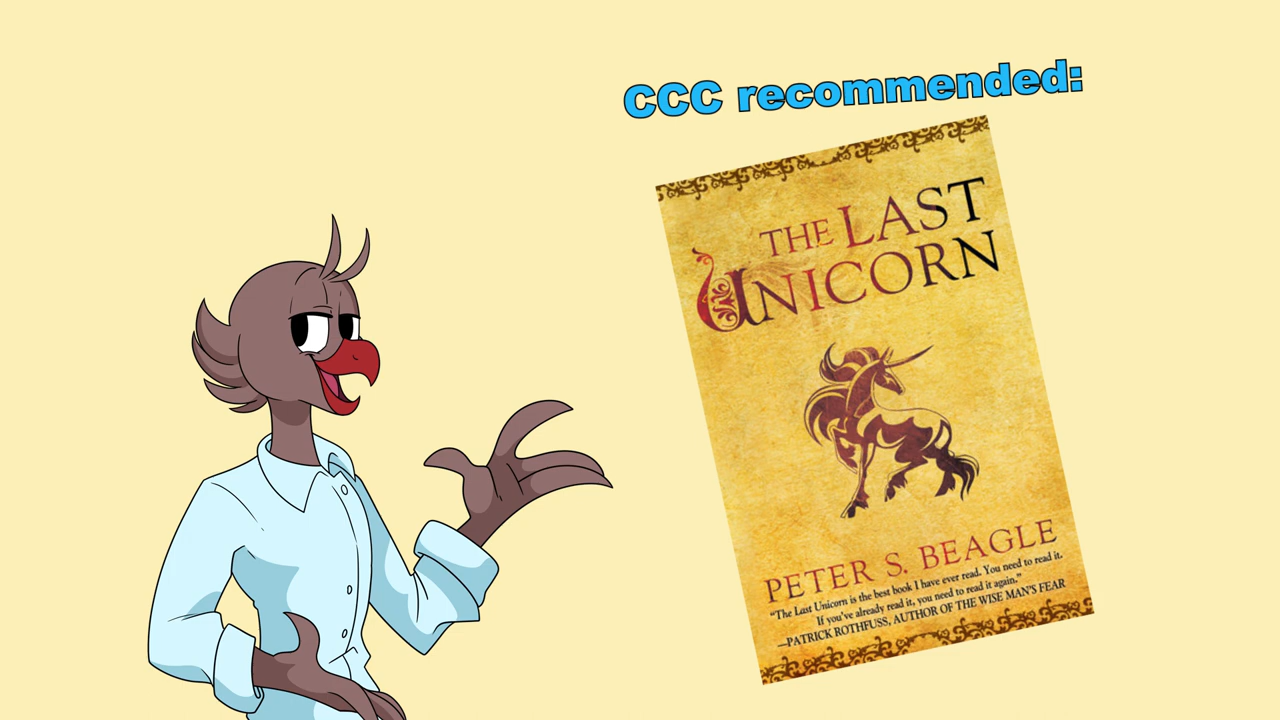 CCC recommended:
THE LAST
UNICORN
PETER S. BEAGLE
"The Last Unicorn is the best book I have ever read. You need to read it.
If you've already read it, you need to read it again."
—PATRICK ROTHFUSS, AUTHOR OF THE WISE MAN'S FEAR